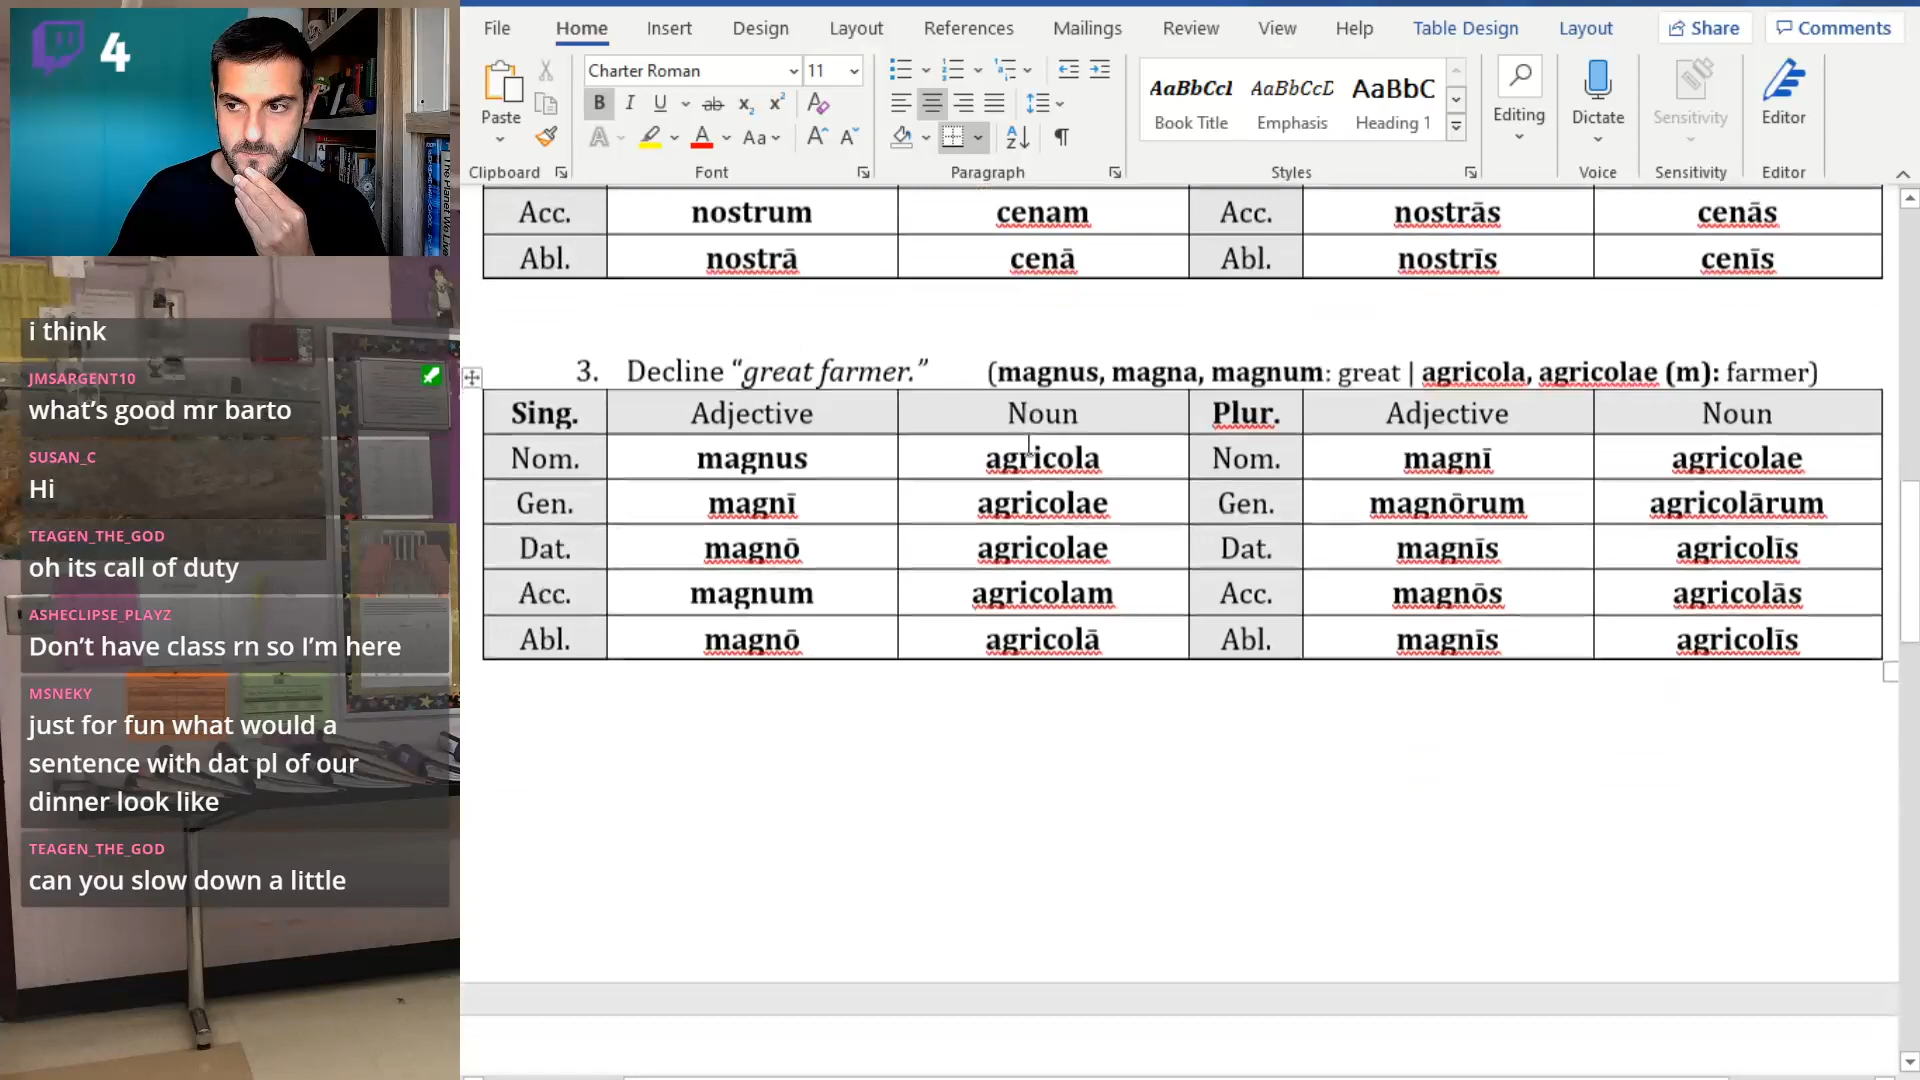 4
File Home Insert Design Layout References Mailings Review View Help Table Design Layout Share Comments
Charter Roman 11
Paste
AaBbCcI AaBbCcD AaBbC
Book Title Emphasis Heading 1
Editing Dictate Sensitivity Editor
Clipboard Font Paragraph Styles Voice Sensitivity Editor
Acc. nostrum cenam Acc. nostrās cenās
Abl. nostrā cenā Abl. nostrīs cenīs
3. Decline “great farmer.” (magnus, magna, magnum: great | agricola, agricolae (m): farmer)
Sing. Adjective Noun Plur. Adjective Noun
Nom. magnus agricola Nom. magnī agricolae
Gen. magnī agricolae Gen. magnōrum agricolārum
Dat. magnō agricolae Dat. magnīs agricolīs
Acc. magnum agricolam Acc. magnōs agricolās
Abl. magnō agricolā Abl. magnīs agricolīs
i think
JMSARGENT10
what’s good mr barto
SUSAN_C
Hi
TEAGEN_THE_GOD
oh its call of duty
ASHECLIPSE_PLAYZ
Don’t have class rn so I’m here
MSNEKY
just for fun what would a
sentence with dat pl of our
dinner look like
TEAGEN_THE_GOD
can you slow down a little